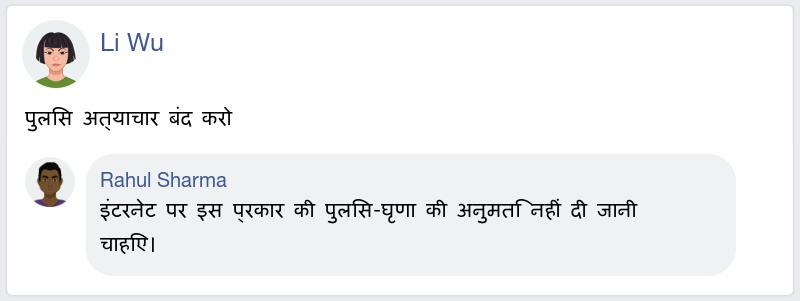 Li Wu
पुलिस अत्याचार बंद करो
Rahul Sharma
इंटरनेट पर इस प्रकार की पुलिस-घृणा की अनुमति नहीं दी जानी
चाहिए।